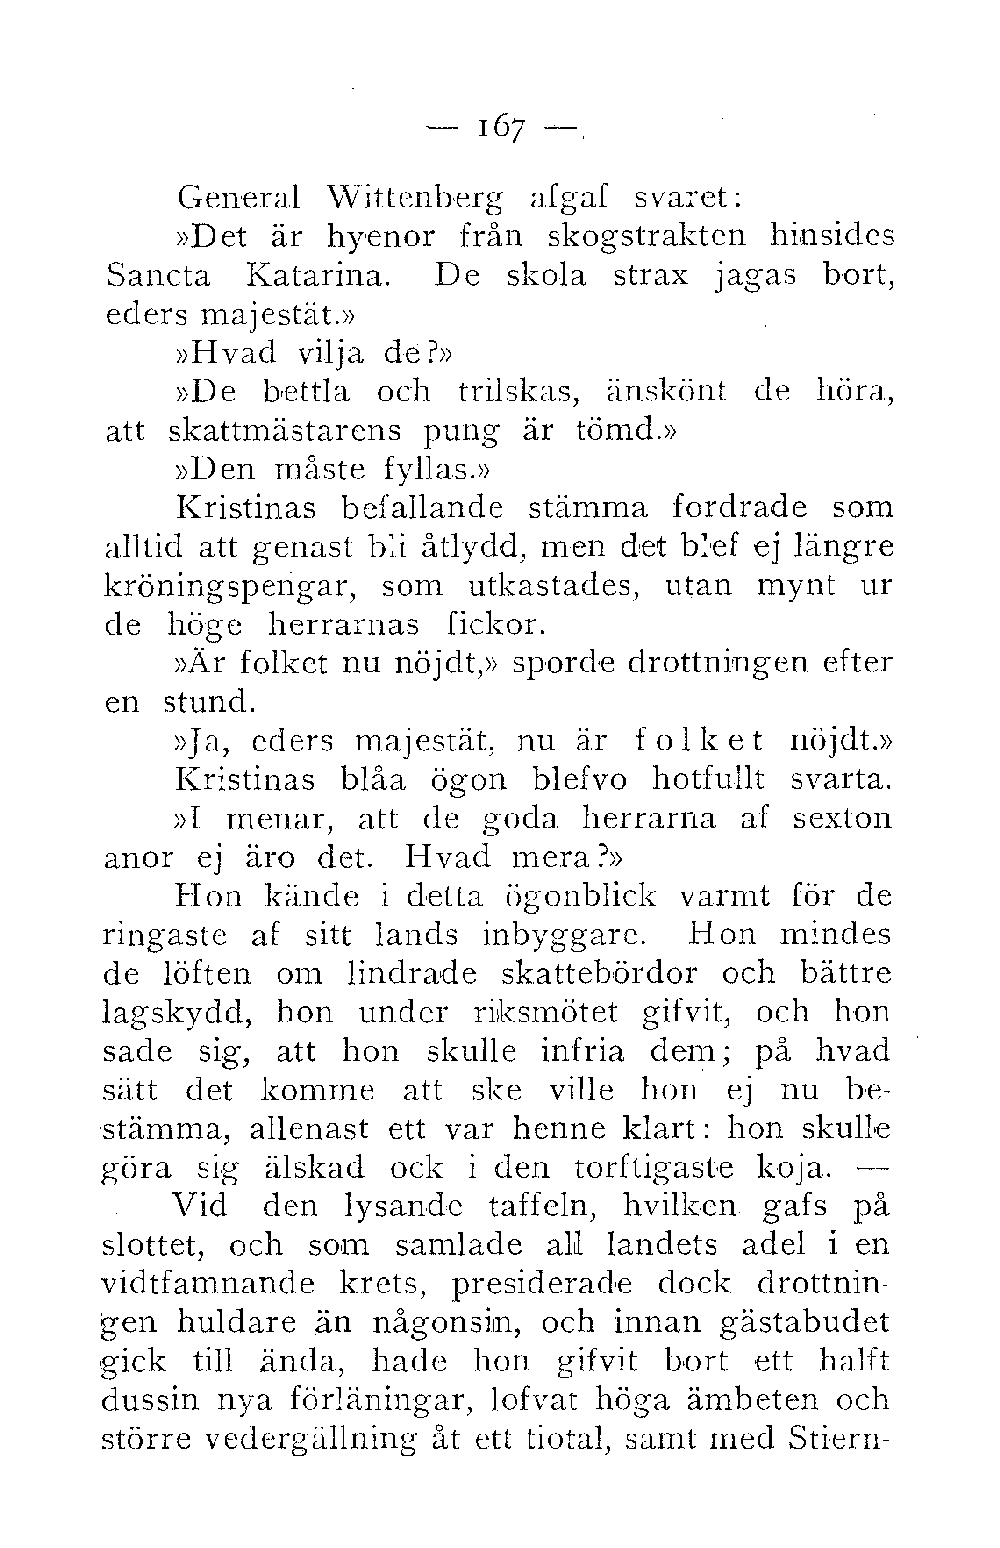 — 167 —
General Wittenberg afgaf svaret:
»Det är hyenor från skogstrakten hinsides
Sancta Katarina. De skola strax jagas bort,
eders majestät.»
»Hvad vilja de?»
»De bettla och trilskas, änskönt de höra,
att skattmästarens pung är tömd.»
»Den måste fyllas.»
Kristinas befallande stämma fordrade som
alltid att genast bli åtlydd, men det blef ej längre
kröningspengar, som utkastades, utan mynt ur
de höge herrarnas fickor.
»Är folket nu nöjdt,» sporde drottningen efter
en stund.
»Ja, eders majestät, nu är folket nöjdt.»
Kristinas blåa ögon blefvo hotfullt svarta.
»I menar, att de goda herrarna af sexton
anor ej äro det. Hvad mera?»
Hon kände i detta ögonblick varmt för de
ringaste af sitt lands inbyggare. Hon mindes
de löften om lindrade skattebördor och bättre
lagskydd, hon under riksmötet gifvit, och hon
sade sig, att hon skulle infria dem; på hvad
sätt det komme att ske ville hon ej nu be-
stämma, allenast ett var henne klart: hon skulle
göra sig älskad ock i den torftigaste koja. —
Vid den lysande taffeln, hvilken gafs på
slottet, och som samlade all landets adel i en
vidtfamnande krets, presiderade dock drottnin-
gen huldare än någonsin, och innan gästabudet
gick till ända, hade hon gifvit bort ett halft
dussin nya förläningar, lofvat höga ämbeten och
större vedergällning åt ett tiotal, samt med Stiern-